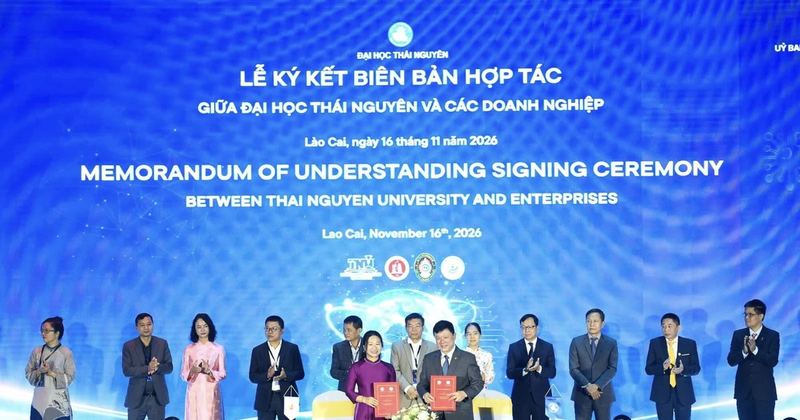 ĐẠI HỌC THÁI NGUYÊN
UỶ BAN
LỄ KÝ KẾT BIÊN BẢN HỢP TÁC
GIỮA ĐẠI HỌC THÁI NGUYÊN VÀ CÁC DOANH NGHIỆP
Lào Cai, ngày 16 tháng 11 năm 2026
MEMORANDUM OF UNDERSTANDING SIGNING CEREMONY
BETWEEN THAI NGUYEN UNIVERSITY AND ENTERPRISES
Lao Cai, November 16th, 2026